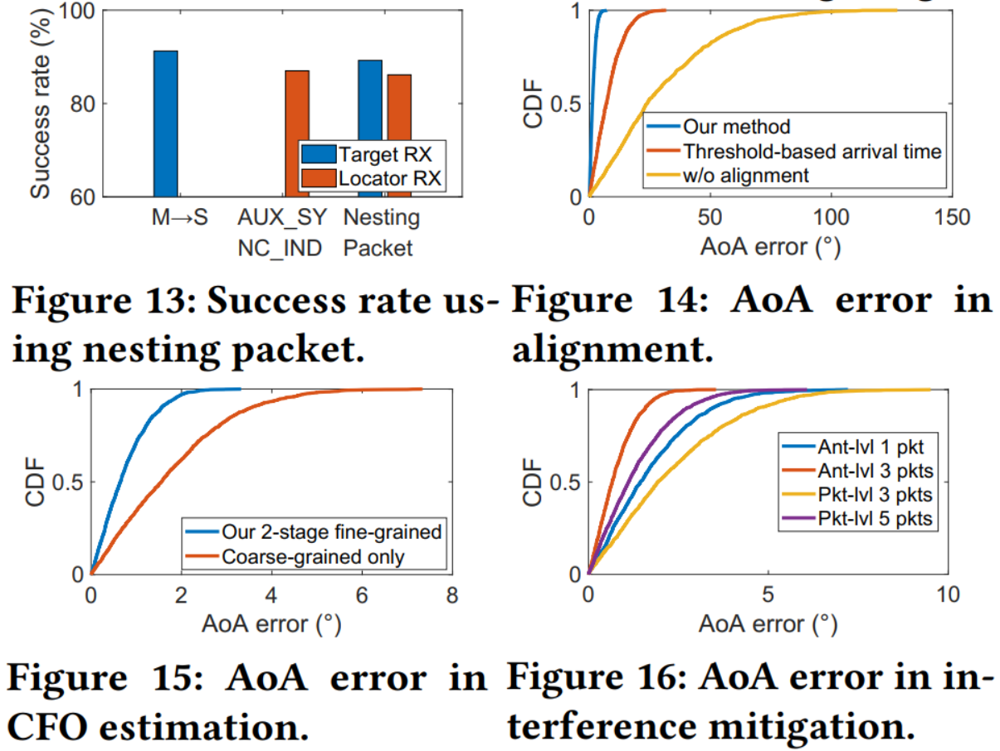 Success rate (%)
100
80
60
M→S
AUX_SY
NC_IND
Nesting
Packet
Target RX
Locator RX
Figure 13: Success rate us-
ing nesting packet.
CDF
1
0.5
0
0
50
100
150
AoA error (°)
Our method
Threshold-based arrival time
w/o alignment
Figure 14: AoA error in
alignment.
CDF
1
0.5
0
0
2
4
6
8
AoA error (°)
Our 2-stage fine-grained
Coarse-grained only
Figure 15: AoA error in
CFO estimation.
CDF
1
0.5
0
0
5
10
AoA error (°)
Ant-lvl 1 pkt
Ant-lvl 3 pkts
Pkt-lvl 3 pkts
Pkt-lvl 5 pkts
Figure 16: AoA error in in-
terference mitigation.